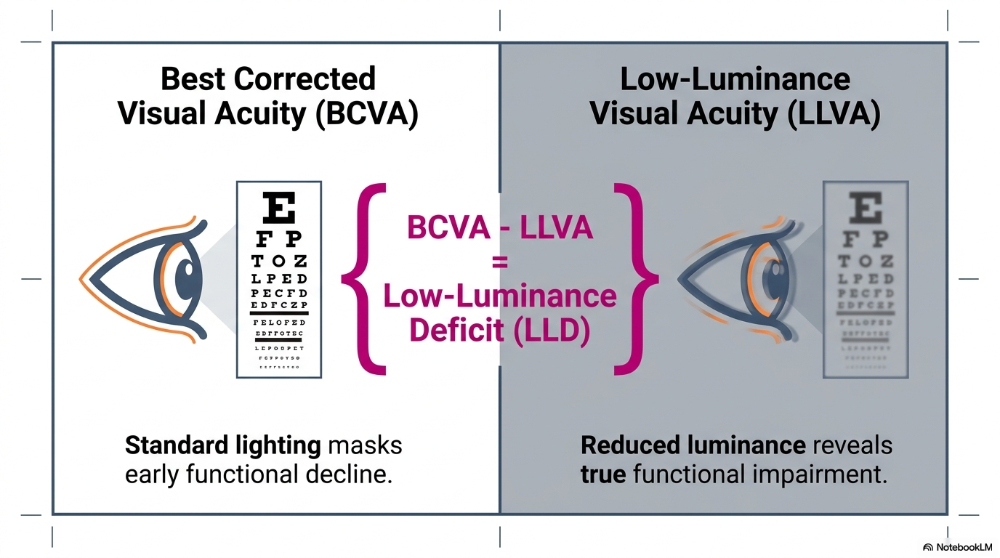 Best Corrected
Visual Acuity (BCVA)
E
F P
T O Z
L P E D
P E C F D
E D F C Z P
F E L O F Z D
BCVA - LLVA
=
Low-Luminance
Deficit (LLD)
Standard lighting masks
early functional decline.
Low-Luminance
Visual Acuity (LLVA)
E
F P
T O Z
L P E D
P E C F D
E D F C Z P
Reduced luminance reveals
true functional impairment.
NotebookLM